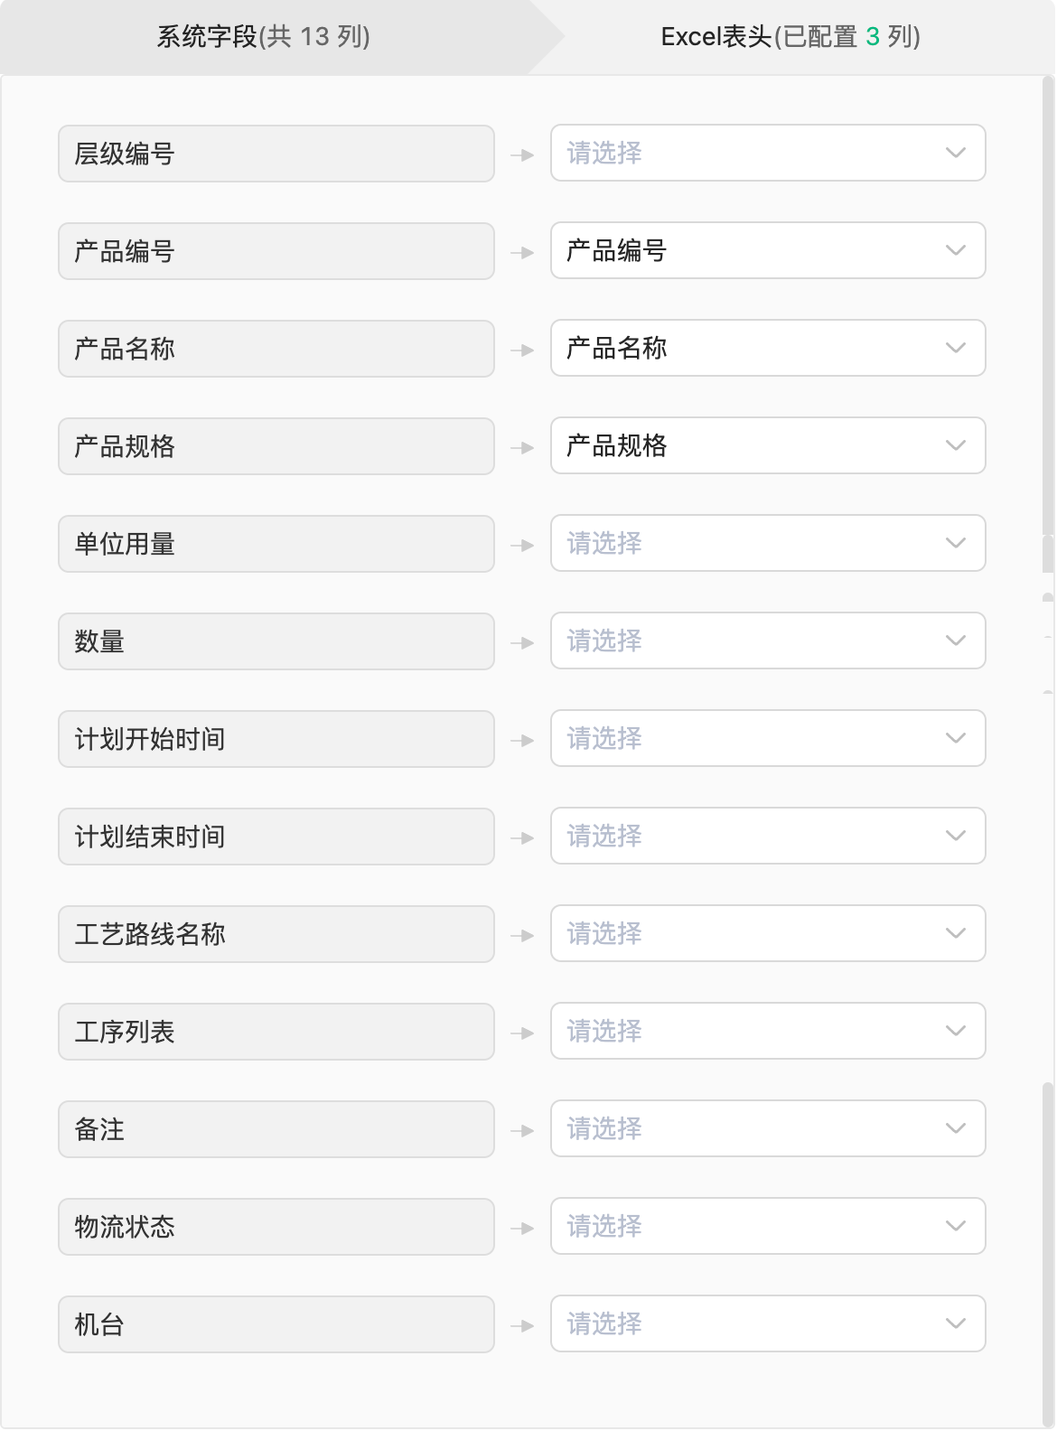 系统字段(共 13 列)
Excel表头(已配置 3 列)
层级编号
请选择
产品编号
产品编号
产品名称
产品名称
产品规格
产品规格
单位用量
请选择
数量
请选择
计划开始时间
请选择
计划结束时间
请选择
工艺路线名称
请选择
工序列表
请选择
备注
请选择
物流状态
请选择
机台
请选择